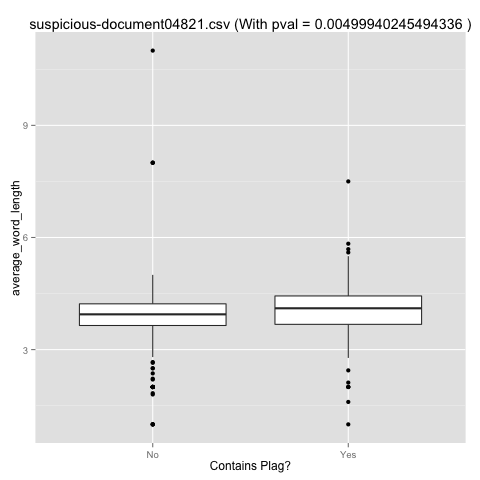 suspicious-document04821.csv (With pval = 0.00499940245494336 )
average_word_length
9
6
3
No
Yes
Contains Plag?